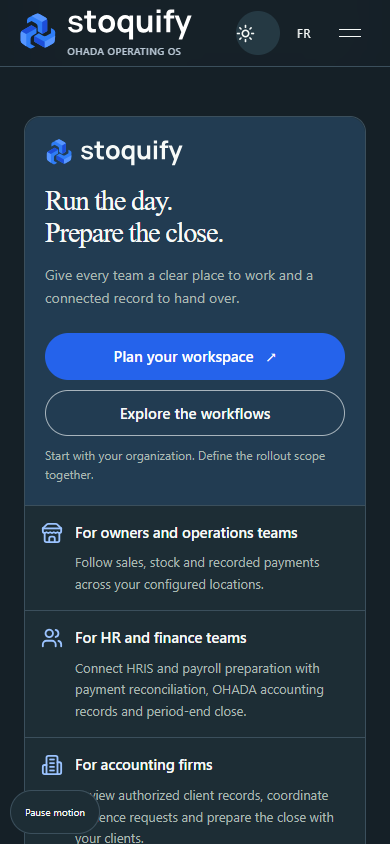 stoquify
OHADA OPERATING OS
FR
stoquify
Run the day.
Prepare the close.
Give every team a clear place to work and a
connected record to hand over.
Plan your workspace ↗
Explore the workflows
Start with your organization. Define the rollout scope
together.
For owners and operations teams
Follow sales, stock and recorded payments
across your configured locations.
For HR and finance teams
Connect HRIS and payroll preparation with
payment reconciliation, OHADA accounting
records and period-end close.
For accounting firms
authorized client records, coordinate
requests and prepare the close with
your clients.
Pause motion